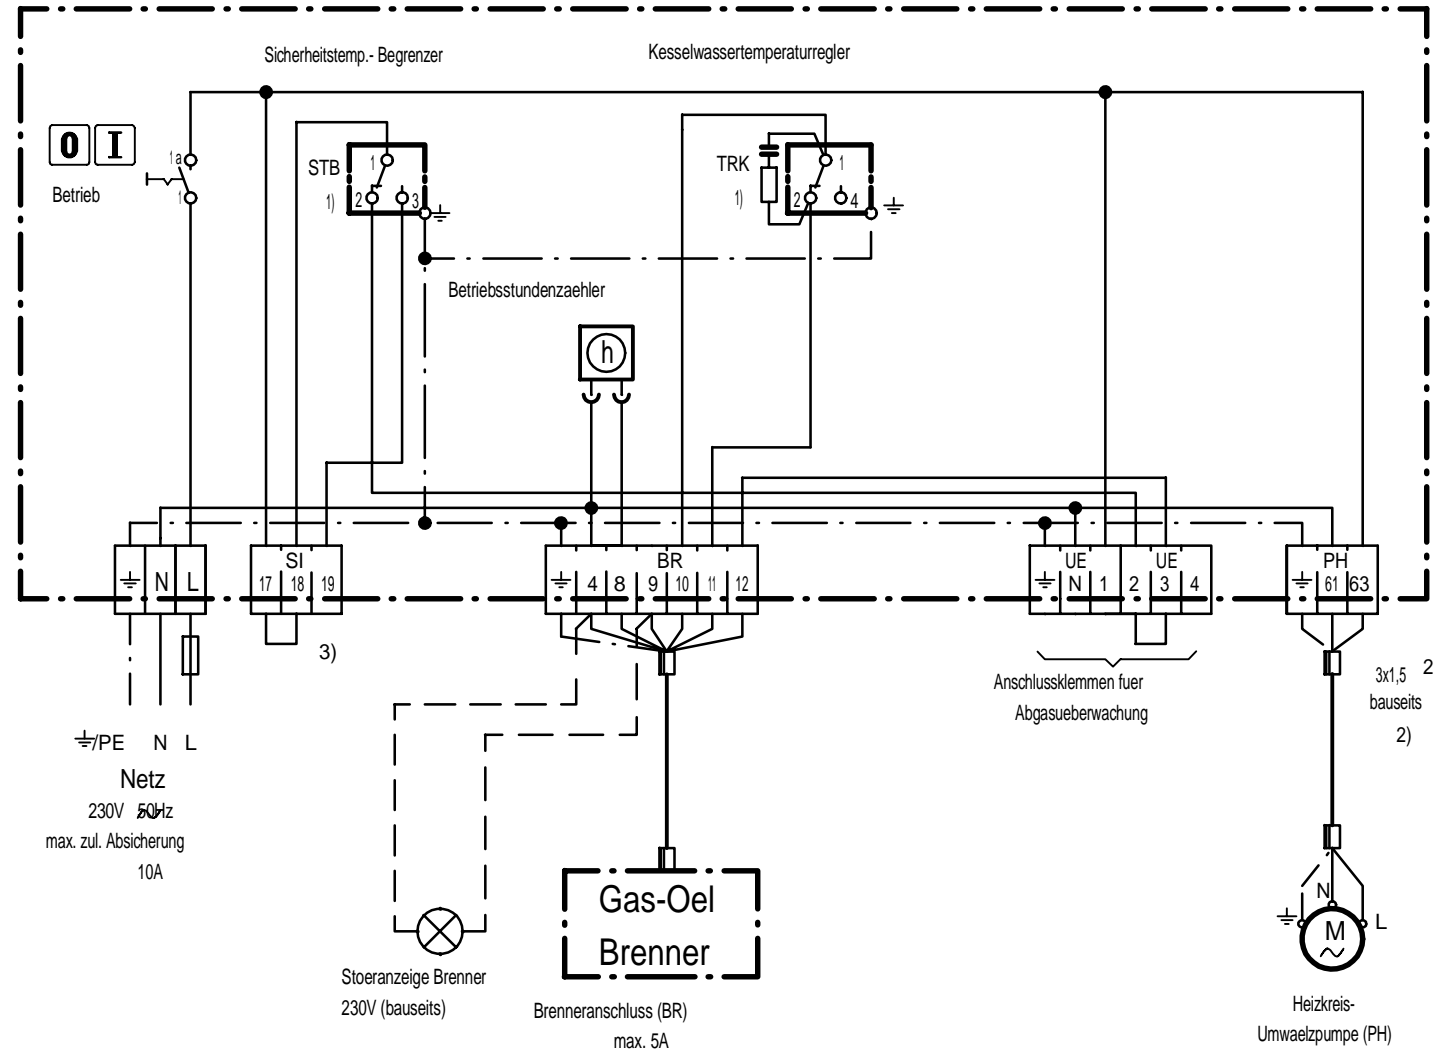 Sicherheitstemp.- Begrenzer
Kesselwassertemperaturregler
0 I
Betrieb
1a
1
STB
1)
1
2
3
TRK
1)
1
2
4
Betriebsstundenzaehler
h
N L
SI
17 18 19
BR
4 8 9 10 11 12
UE UE
N 1 2 3 4
PH
61 63
3)
Anschlussklemmen fuer
Abgasueberwachung
3x1,5 2
bauseits
2)
/PE N L
Netz
230V 50Hz
max. zul. Absicherung
10A
Gas-Oel
Brenner
N
L
M
Stoeranzeige Brenner
230V (bauseits)
Brenneranschluss (BR)
max. 5A
Heizkreis-
Umwaelzpumpe (PH)